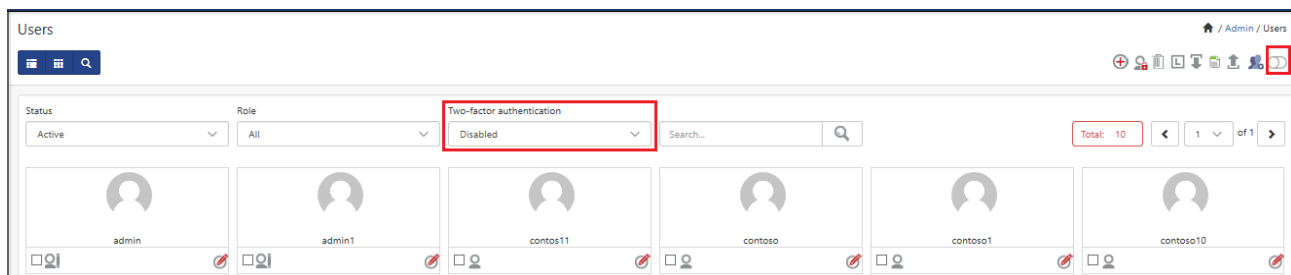 Users
/ Admin / Users
Status
Role
Two-factor authentication
Active
All
Disabled
Search...
Total: 10
1
of 1
admin
admin1
contos11
contoso
contoso1
contoso10